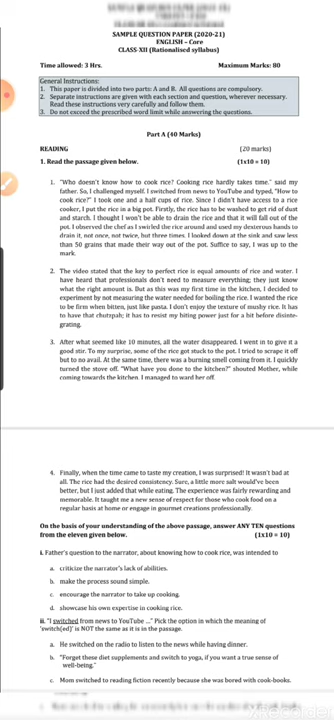 SAMPLE QUESTION PAPER (2020-21)
ENGLISH – Core
CLASS-XII (Rationalised syllabus)
Time allowed: 3 Hrs. Maximum Marks: 80
General Instructions:
1. This paper is divided into two parts: A and B. All questions are compulsory.
2. Separate instructions are given with each section and question, wherever necessary.
Read these instructions very carefully and follow them.
3. Do not exceed the prescribed word limit while answering the questions.
Part A (40 Marks)
READING (20 marks)
1. Read the passage given below. (1x10 = 10)
1. "Who doesn't know how to cook rice? Cooking rice hardly takes time." said my
father. So, I challenged myself. I switched from news to YouTube and typed, "How to
cook rice?" I took one and a half cups of rice. Since I didn't have access to a rice
cooker, I put the rice in a big pot. Firstly, the rice has to be washed to get rid of dust
and starch. I thought I won't be able to drain the rice and that it will fall out of the
pot. I observed the chef as I swirled the rice around and used my dexterous hands to
drain it, not once, not twice, but three times. I looked down at the sink and saw less
than 50 grains that made their way out of the pot. Suffice to say, I was up to the
mark.
2. The video stated that the key to perfect rice is equal amounts of rice and water. I
have heard that professionals don't need to measure everything; they just know
what the right amount is. But as this was my first time in the kitchen, I decided to
experiment by not measuring the water needed for boiling the rice. I wanted the rice
to be firm when bitten, just like pasta. I don't enjoy the texture of mushy rice. It has
to have that chutzpah; it has to resist my biting power just for a bit before disinte-
grating.
3. After what seemed like 10 minutes, all the water disappeared. I went in to give it a
good stir. To my surprise, some of the rice got stuck to the pot. I tried to scrape it off
but to no avail. At the same time, there was a burning smell coming from it. I quickly
turned the stove off. "What have you done to the kitchen?" shouted Mother, while
coming towards the kitchen. I managed to ward her off.
4. Finally, when the time came to taste my creation, I was surprised! It wasn't bad at
all. The rice had the desired consistency. Sure, a little more salt would've been
better, but I just added that while eating. The experience was fairly rewarding and
memorable. It taught me a new sense of respect for those who cook food on a
regular basis at home or engage in gourmet creations professionally.
On the basis of your understanding of the above passage, answer ANY TEN questions
from the eleven given below. (1x10 = 10)
i. Father's question to the narrator, about knowing how to cook rice, was intended to
a. criticize the narrator's lack of abilities.
b. make the process sound simple.
c. encourage the narrator to take up cooking.
d. showcase his own expertise in cooking rice.
ii. "I switched from news to YouTube ..." Pick the option in which the meaning of
'switch(ed)' is NOT the same as it is in the passage.
a. He switched on the radio to listen to the news while having dinner.
b. "Forget these diet supplements and switch to yoga, if you want a true sense of
well-being."
c. Mom switched to reading fiction recently because she was bored with cook-books.